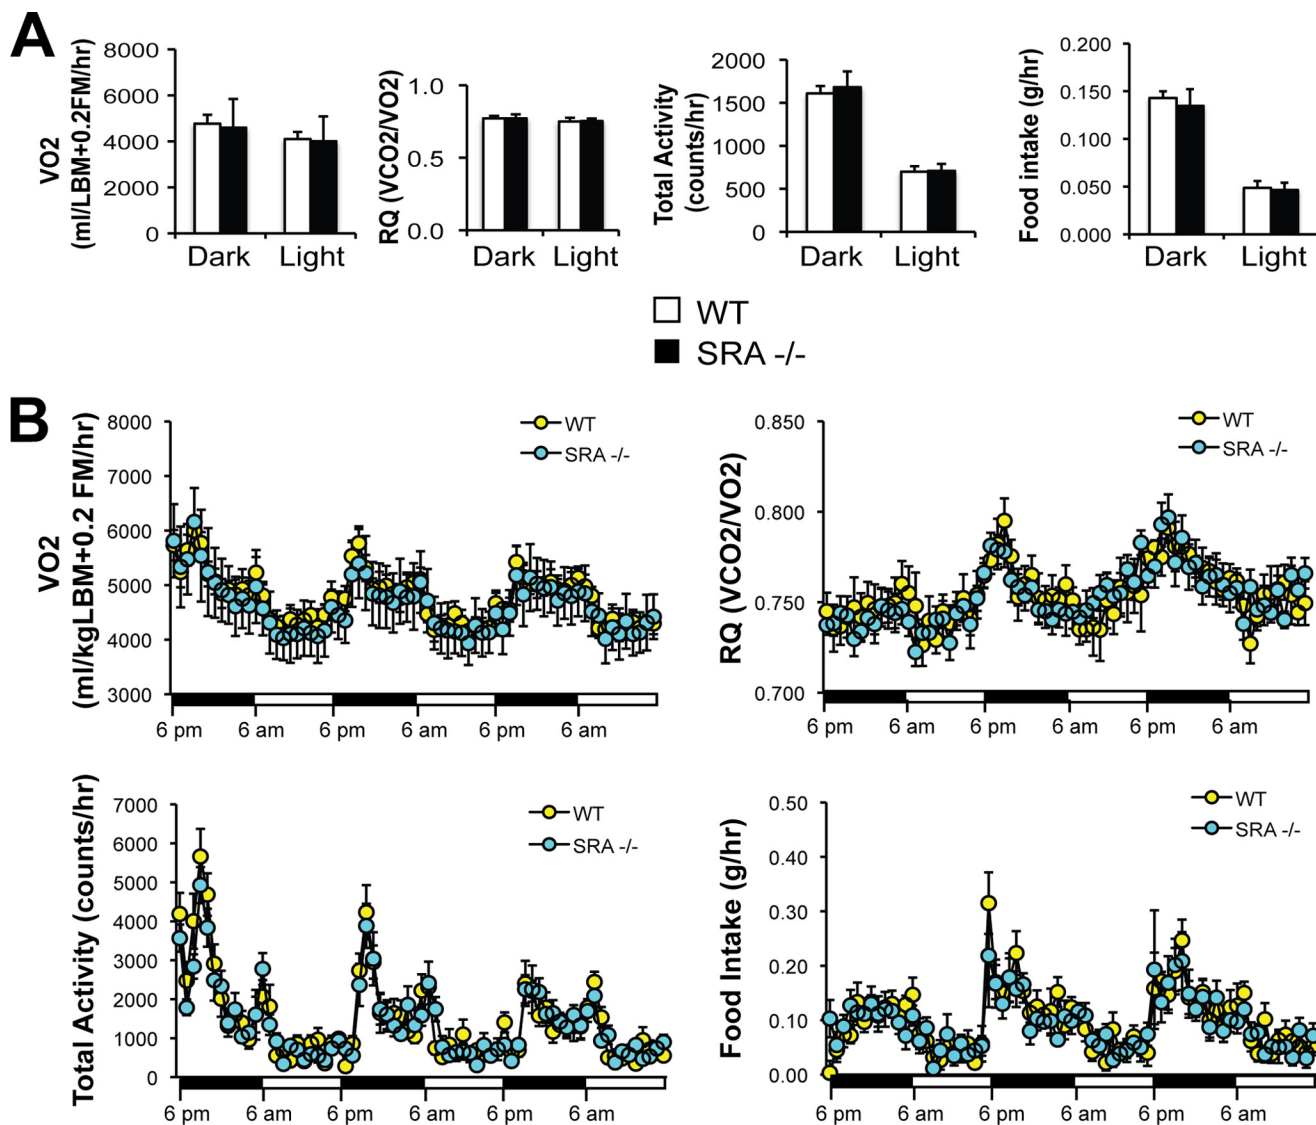 A
VO2
(ml/LBM+0.2FM/hr)
8000
6000
4000
2000
0
Dark Light
RQ (VCO2/VO2)
1.0
0.5
0.0
Dark Light
Total Activity
(counts/hr)
2000
1500
1000
500
0
Dark Light
Food intake (g/hr)
0.200
0.150
0.100
0.050
0.000
Dark Light
WT
SRA -/-
B
VO2
(ml/kgLBM+0.2 FM/hr)
8000
7000
6000
5000
4000
3000
WT
SRA -/-
6 pm 6 am 6 pm 6 am 6 pm 6 am
RQ (VCO2/VO2)
0.850
0.800
0.750
0.700
WT
SRA -/-
6 pm 6 am 6 pm 6 am 6 pm 6 am
Total Activity (counts/hr)
7000
6000
5000
4000
3000
2000
1000
0
WT
SRA -/-
6 pm 6 am 6 pm 6 am 6 pm 6 am
Food Intake (g/hr)
0.50
0.40
0.30
0.20
0.10
0.00
WT
SRA -/-
6 pm 6 am 6 pm 6 am 6 pm 6 am